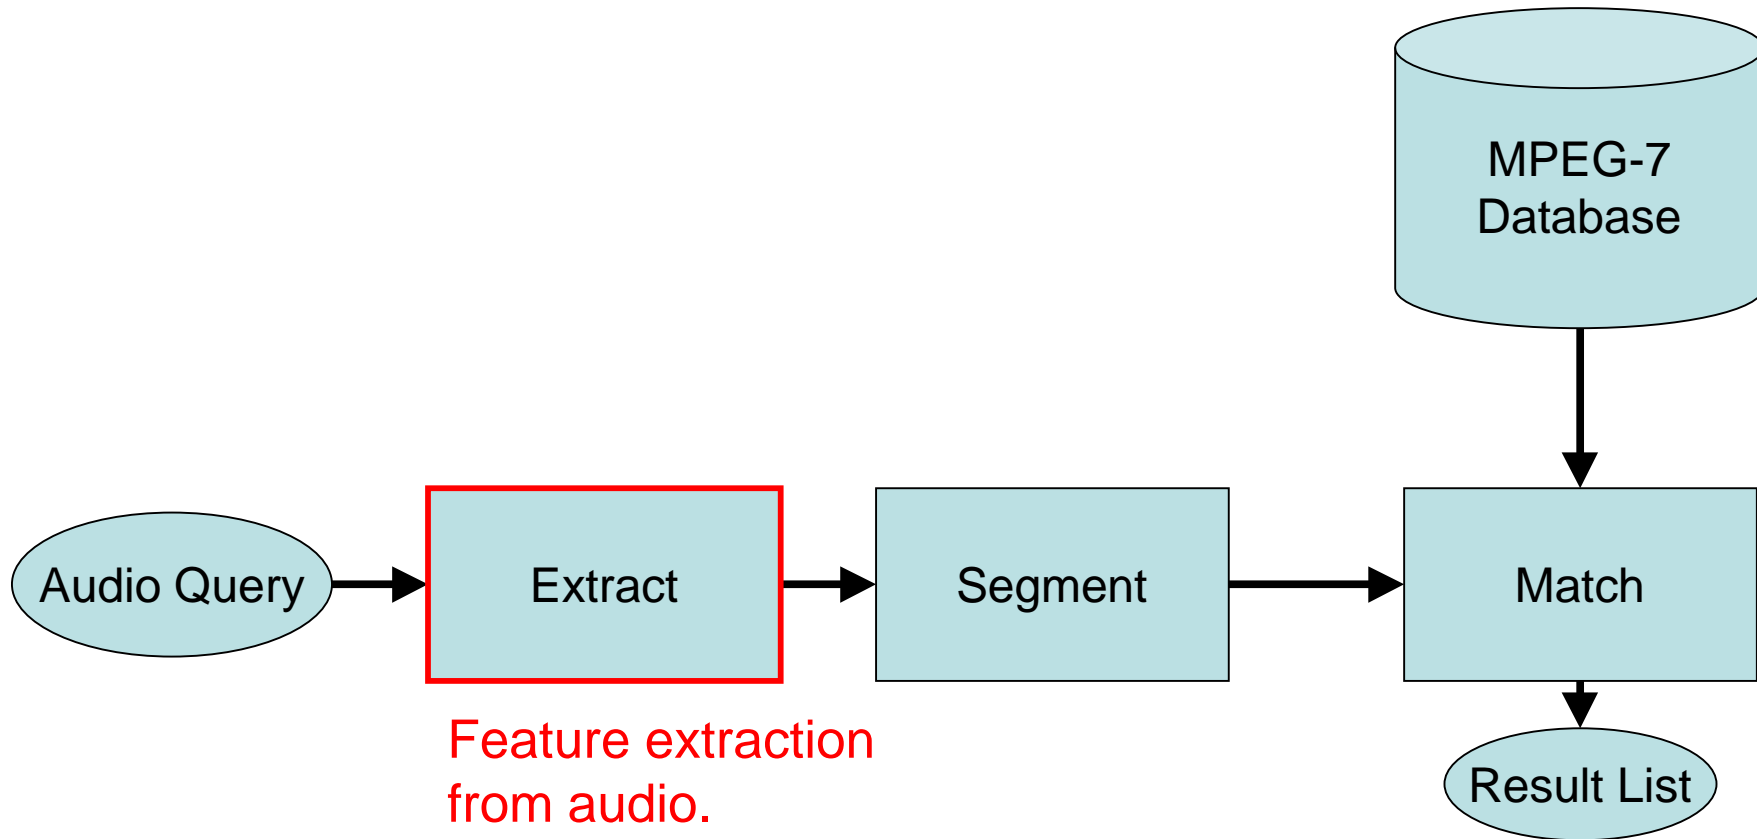 MPEG-7
Database
Audio Query
Extract
Segment
Match
Feature extraction
from audio.
Result List